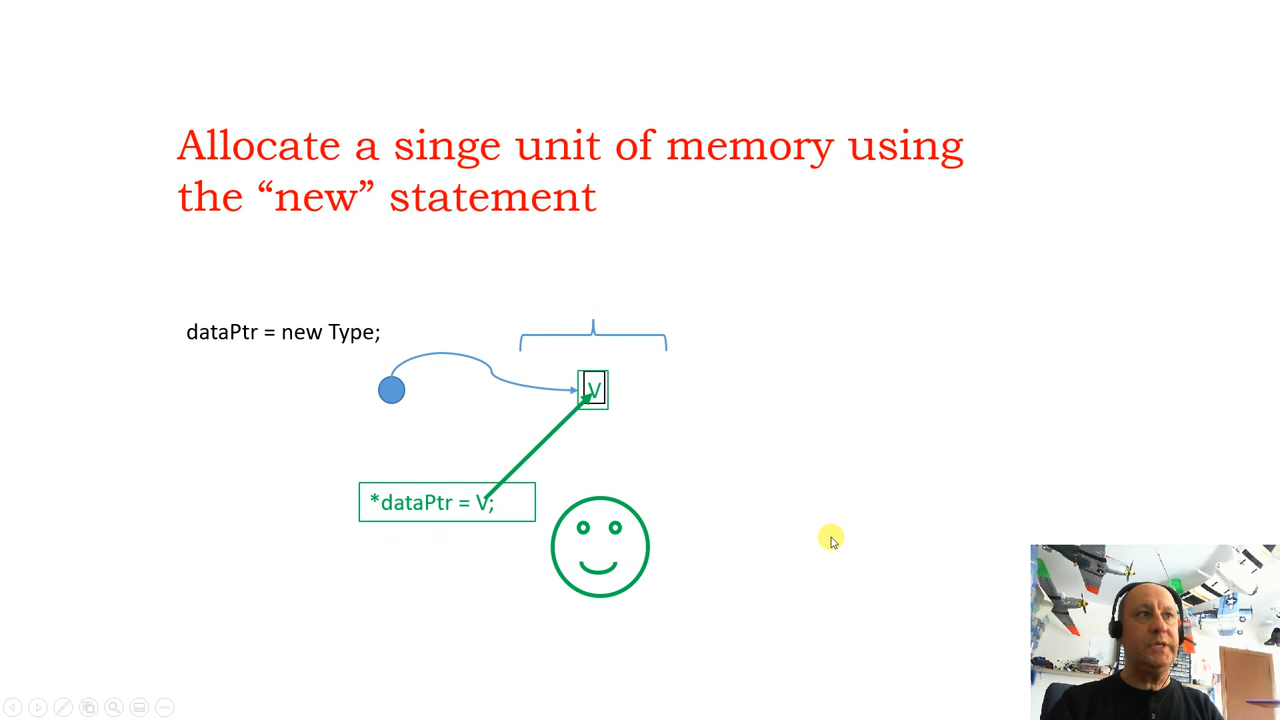 Allocate a singe unit of memory using
the “new” statement
dataPtr = new Type;
V
*dataPtr = V;